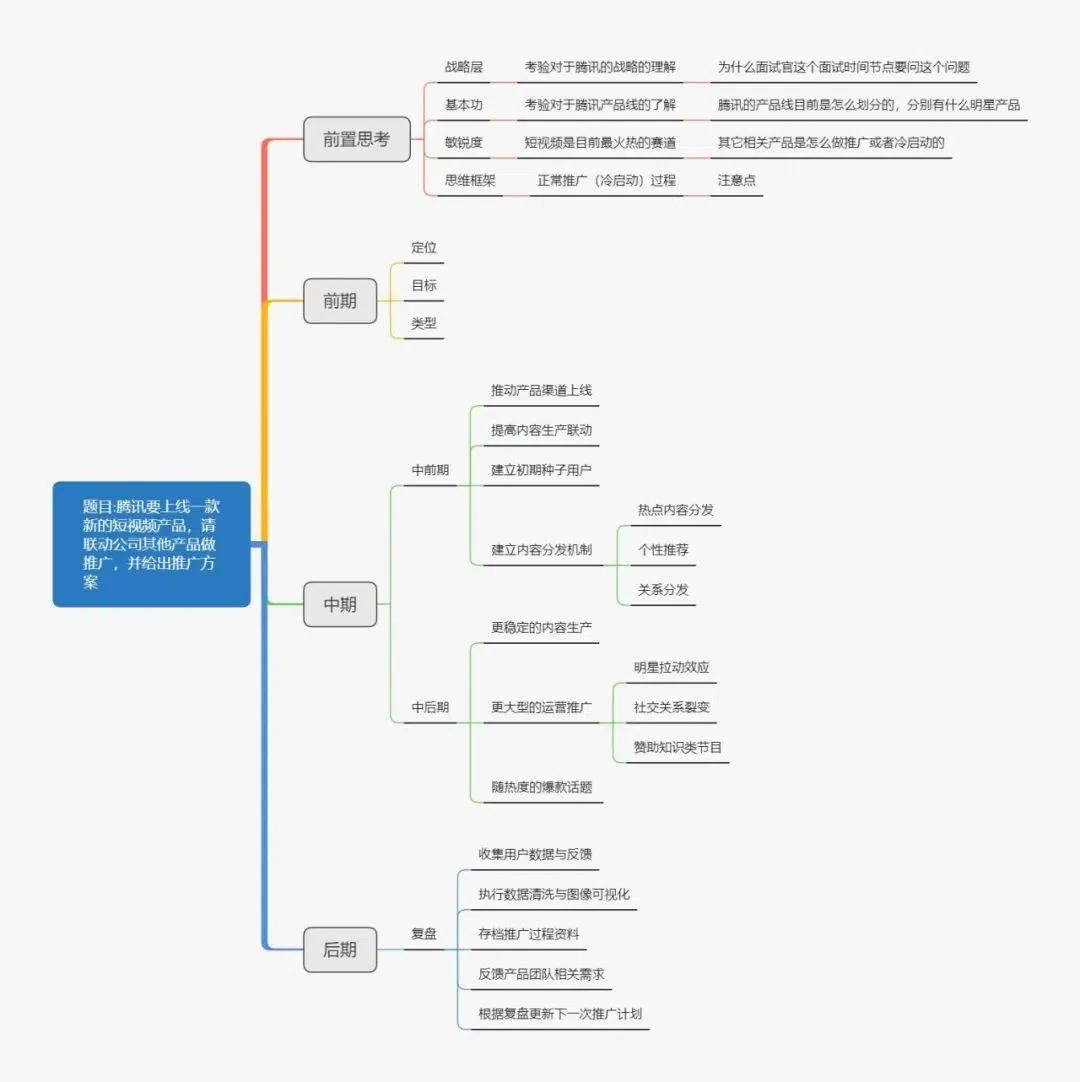 战略层 考验对于腾讯的战略的理解 为什么面试官这个面试时间节点要问这个问题
基本功 考验对于腾讯产品线的了解 腾讯的产品线目前是怎么划分的，分别有什么明星产品
前置思考
敏锐度 短视频是目前最火热的赛道 其它相关产品是怎么做推广或者冷启动的
思维框架 正常推广（冷启动）过程 注意点
定位
前期
目标
类型
推动产品渠道上线
提高内容生产联动
中前期
建立初期种子用户
热点内容分发
建立内容分发机制
个性推荐
关系分发
题目:腾讯要上线一款
新的短视频产品，请
联动公司其他产品做
推广，并给出推广方
案
中期
更稳定的内容生产
明星拉动效应
中后期
更大型的运营推广
社交关系裂变
赞助知识类节目
随热度的爆款话题
收集用户数据与反馈
执行数据清洗与图像可视化
后期
复盘
存档推广过程资料
反馈产品团队相关需求
根据复盘更新下一次推广计划